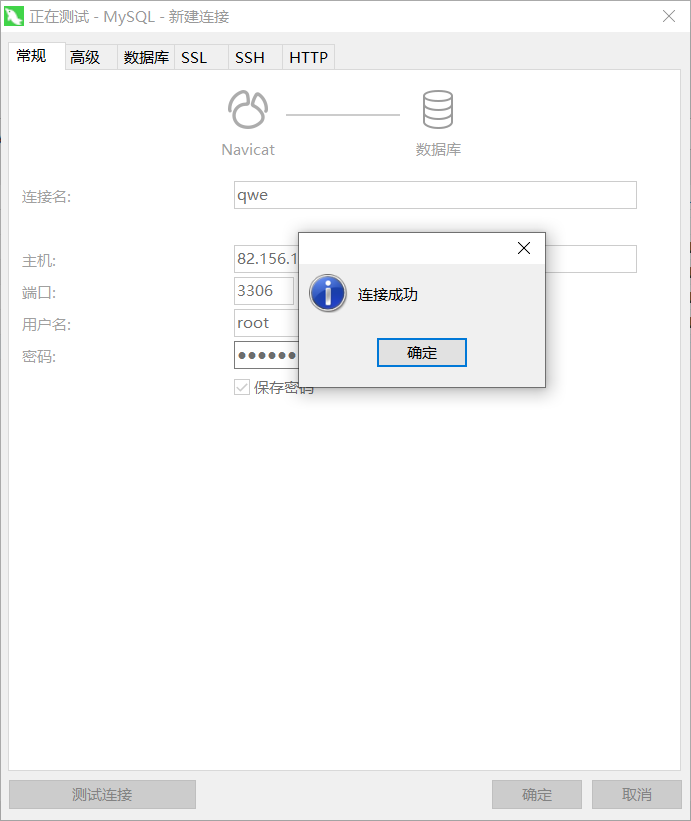 正在测试 - MySQL - 新建连接
常规 高级 数据库 SSL SSH HTTP
Navicat 数据库
连接名: qwe
主机: 82.156.1
端口: 3306
用户名: root
密码: ●●●●●●
保存密码
连接成功
确定
测试连接 确定 取消